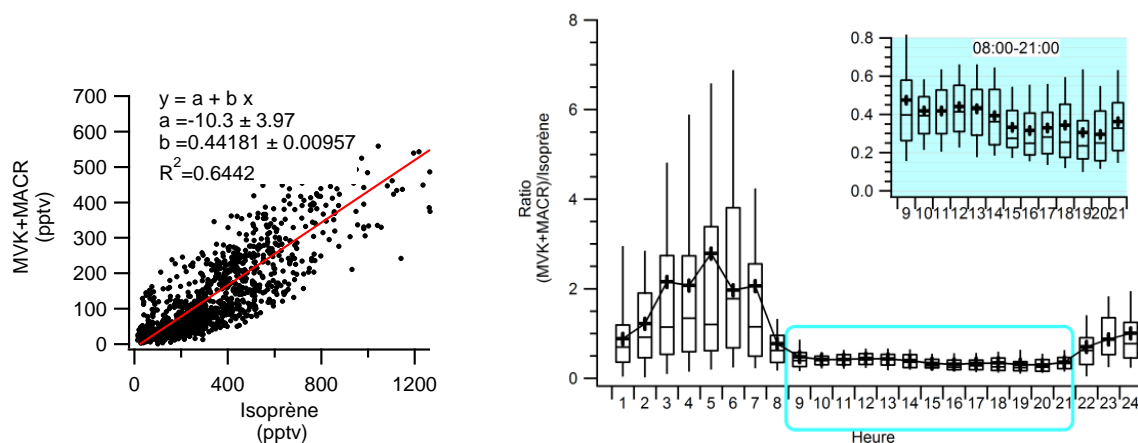 y = a + b x
a=-10.3 ± 3.97
b =0.44181 ± 0.00957
R2=0.6442
MVK+MACR
(pptv)
700
600
500
400
300
200
100
0
0 400 800 1200
Isoprène
(pptv)
Ratio
(MVK+MACR)/Isoprène
8
6
4
2
0
1 2 3 4 5 6 7 8 9 10 11 12 13 14 15 16 17 18 19 20 21 22 23 24
Heure
08:00-21:00
0.8
0.6
0.4
0.2
0.0
9 10 11 12 13 14 15 16 17 18 19 20 21